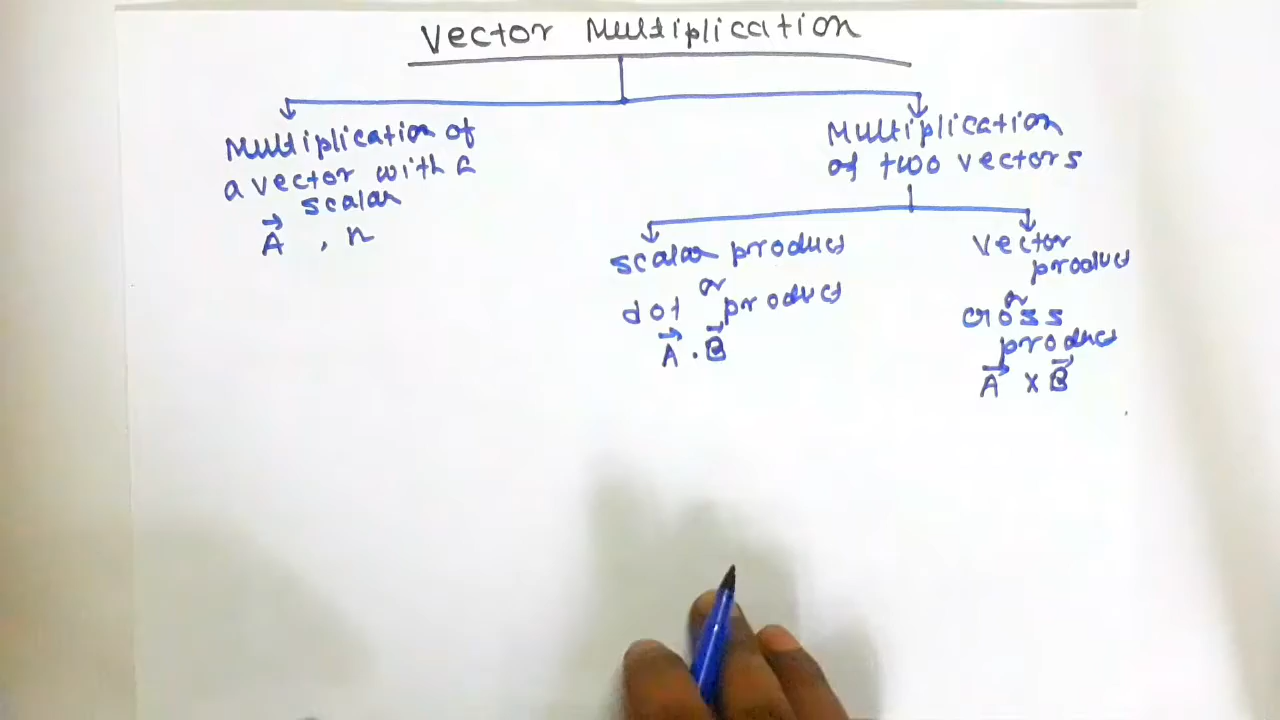 Vector Multiplication
Multiplication of
a vector with a
scalar
A⃗ , n
Multiplication
of two vectors
scalar product
or
dot product
A⃗ . B⃗
Vector
product
or
cross
product
A⃗ x B⃗